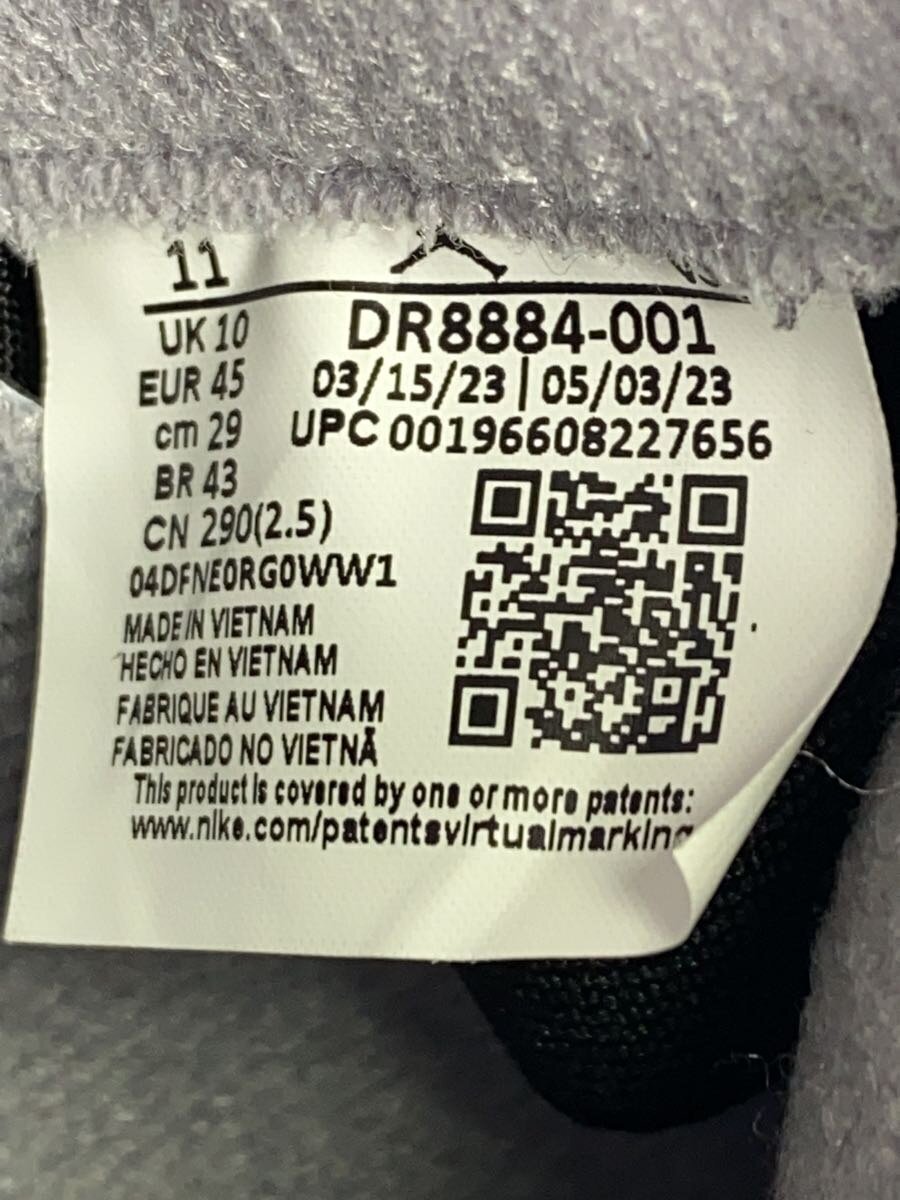 11
UK 10
EUR 45
cm 29
BR 43
CN 290(2.5)
04DFNE0RG0WW1
DR8884-001
03/15/23 | 05/03/23
UPC 00196608227656
MADE IN VIETNAM
HECHO EN VIETNAM
FABRIQUE AU VIETNAM
FABRICADO NO VIETNÃ
This product is covered by one or more patents:
www.nike.com/patentsvirtualmarking